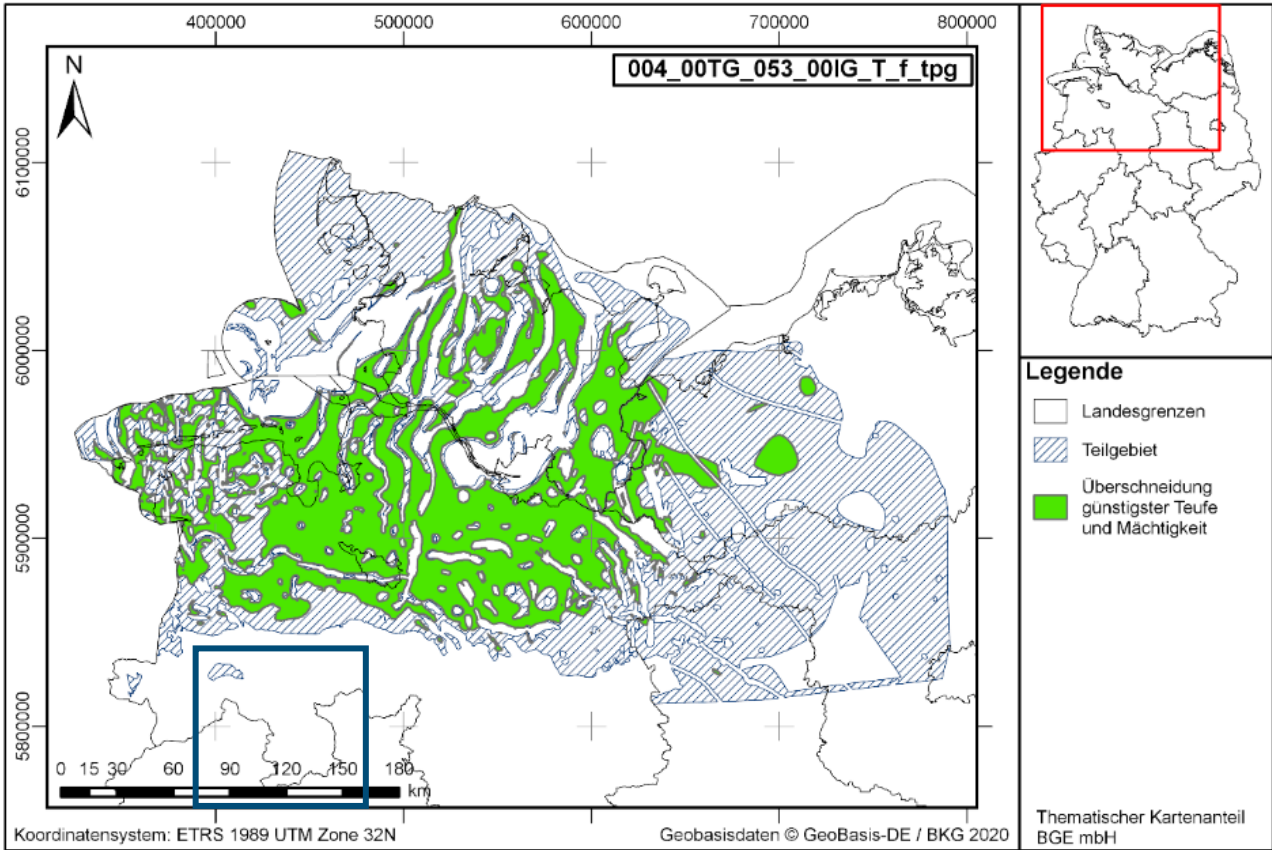 400000 500000 600000 700000 800000
004_00TG_053_00IG_T_f_tpg
N
6100000
6000000
5900000
5800000
0 15 30 60 90 120 150 180
km
Koordinatensystem: ETRS 1989 UTM Zone 32N
Geobasisdaten © GeoBasis-DE / BKG 2020
Legende
Landesgrenzen
Teilgebiet
Überschneidung
günstigster Teufe
und Mächtigkeit
Thematischer Kartenanteil
BGE mbH